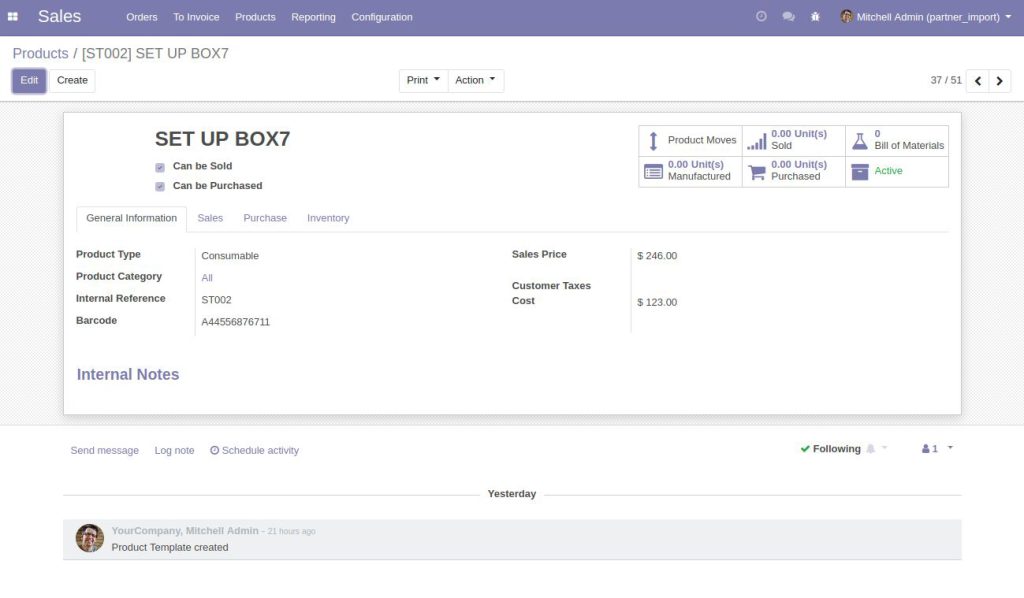 Sales Orders To Invoice Products Reporting Configuration Mitchell Admin (partner_import)
Products / [ST002] SET UP BOX7
Edit Create Print Action 37 / 51
SET UP BOX7
Can be Sold
Can be Purchased
Product Moves
0.00 Unit(s)
Sold
0
Bill of Materials
0.00 Unit(s)
Manufactured
0.00 Unit(s)
Purchased
Active
General Information Sales Purchase Inventory
Product Type Consumable
Product Category All
Internal Reference ST002
Barcode A44556876711
Sales Price $ 246.00
Customer Taxes
Cost $ 123.00
Internal Notes
Send message Log note Schedule activity Following 1
Yesterday
YourCompany, Mitchell Admin - 21 hours ago
Product Template created